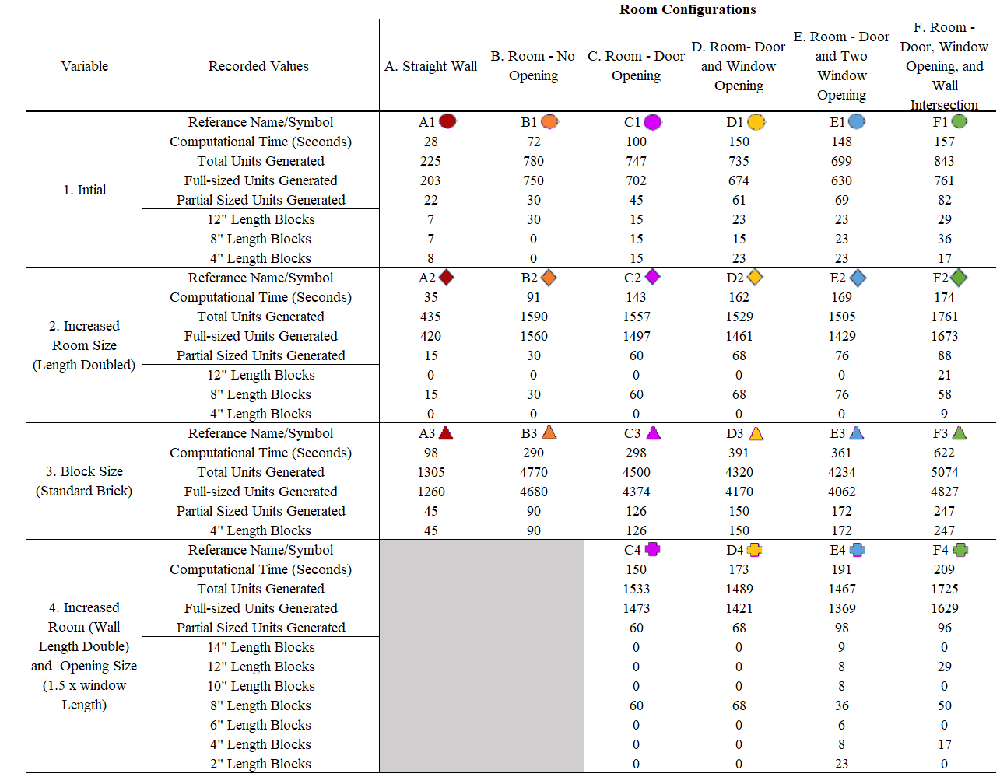 Room Configurations
Variable Recorded Values A. Straight Wall B. Room - No Opening C. Room - Door Opening D. Room- Door and Window Opening E. Room - Door and Two Window Opening F. Room - Door, Window Opening, and Wall Intersection
1. Intial
Referance Name/Symbol A1 B1 C1 D1 E1 F1
Computational Time (Seconds) 28 72 100 150 148 157
Total Units Generated 225 780 747 735 699 843
Full-sized Units Generated 203 750 702 674 630 761
Partial Sized Units Generated 22 30 45 61 69 82
12" Length Blocks 7 30 15 23 23 29
8" Length Blocks 7 0 15 15 23 36
4" Length Blocks 8 0 15 23 23 17
2. Increased Room Size (Length Doubled)
Referance Name/Symbol A2 B2 C2 D2 E2 F2
Computational Time (Seconds) 35 91 143 162 169 174
Total Units Generated 435 1590 1557 1529 1505 1761
Full-sized Units Generated 420 1560 1497 1461 1429 1673
Partial Sized Units Generated 15 30 60 68 76 88
12" Length Blocks 0 0 0 0 0 21
8" Length Blocks 15 30 60 68 76 58
4" Length Blocks 0 0 0 0 0 9
3. Block Size (Standard Brick)
Referance Name/Symbol A3 B3 C3 D3 E3 F3
Computational Time (Seconds) 98 290 298 391 361 622
Total Units Generated 1305 4770 4500 4320 4234 5074
Full-sized Units Generated 1260 4680 4374 4170 4062 4827
Partial Sized Units Generated 45 90 126 150 172 247
4" Length Blocks 45 90 126 150 172 247
4. Increased Room (Wall Length Double) and Opening Size (1.5 x window Length)
Referance Name/Symbol C4 D4 E4 F4
Computational Time (Seconds) 150 173 191 209
Total Units Generated 1533 1489 1467 1725
Full-sized Units Generated 1473 1421 1369 1629
Partial Sized Units Generated 60 68 98 96
14" Length Blocks 0 0 9 0
12" Length Blocks 0 0 8 29
10" Length Blocks 0 0 8 0
8" Length Blocks 60 68 36 50
6" Length Blocks 0 0 6 0
4" Length Blocks 0 0 8 17
2" Length Blocks 0 0 23 0